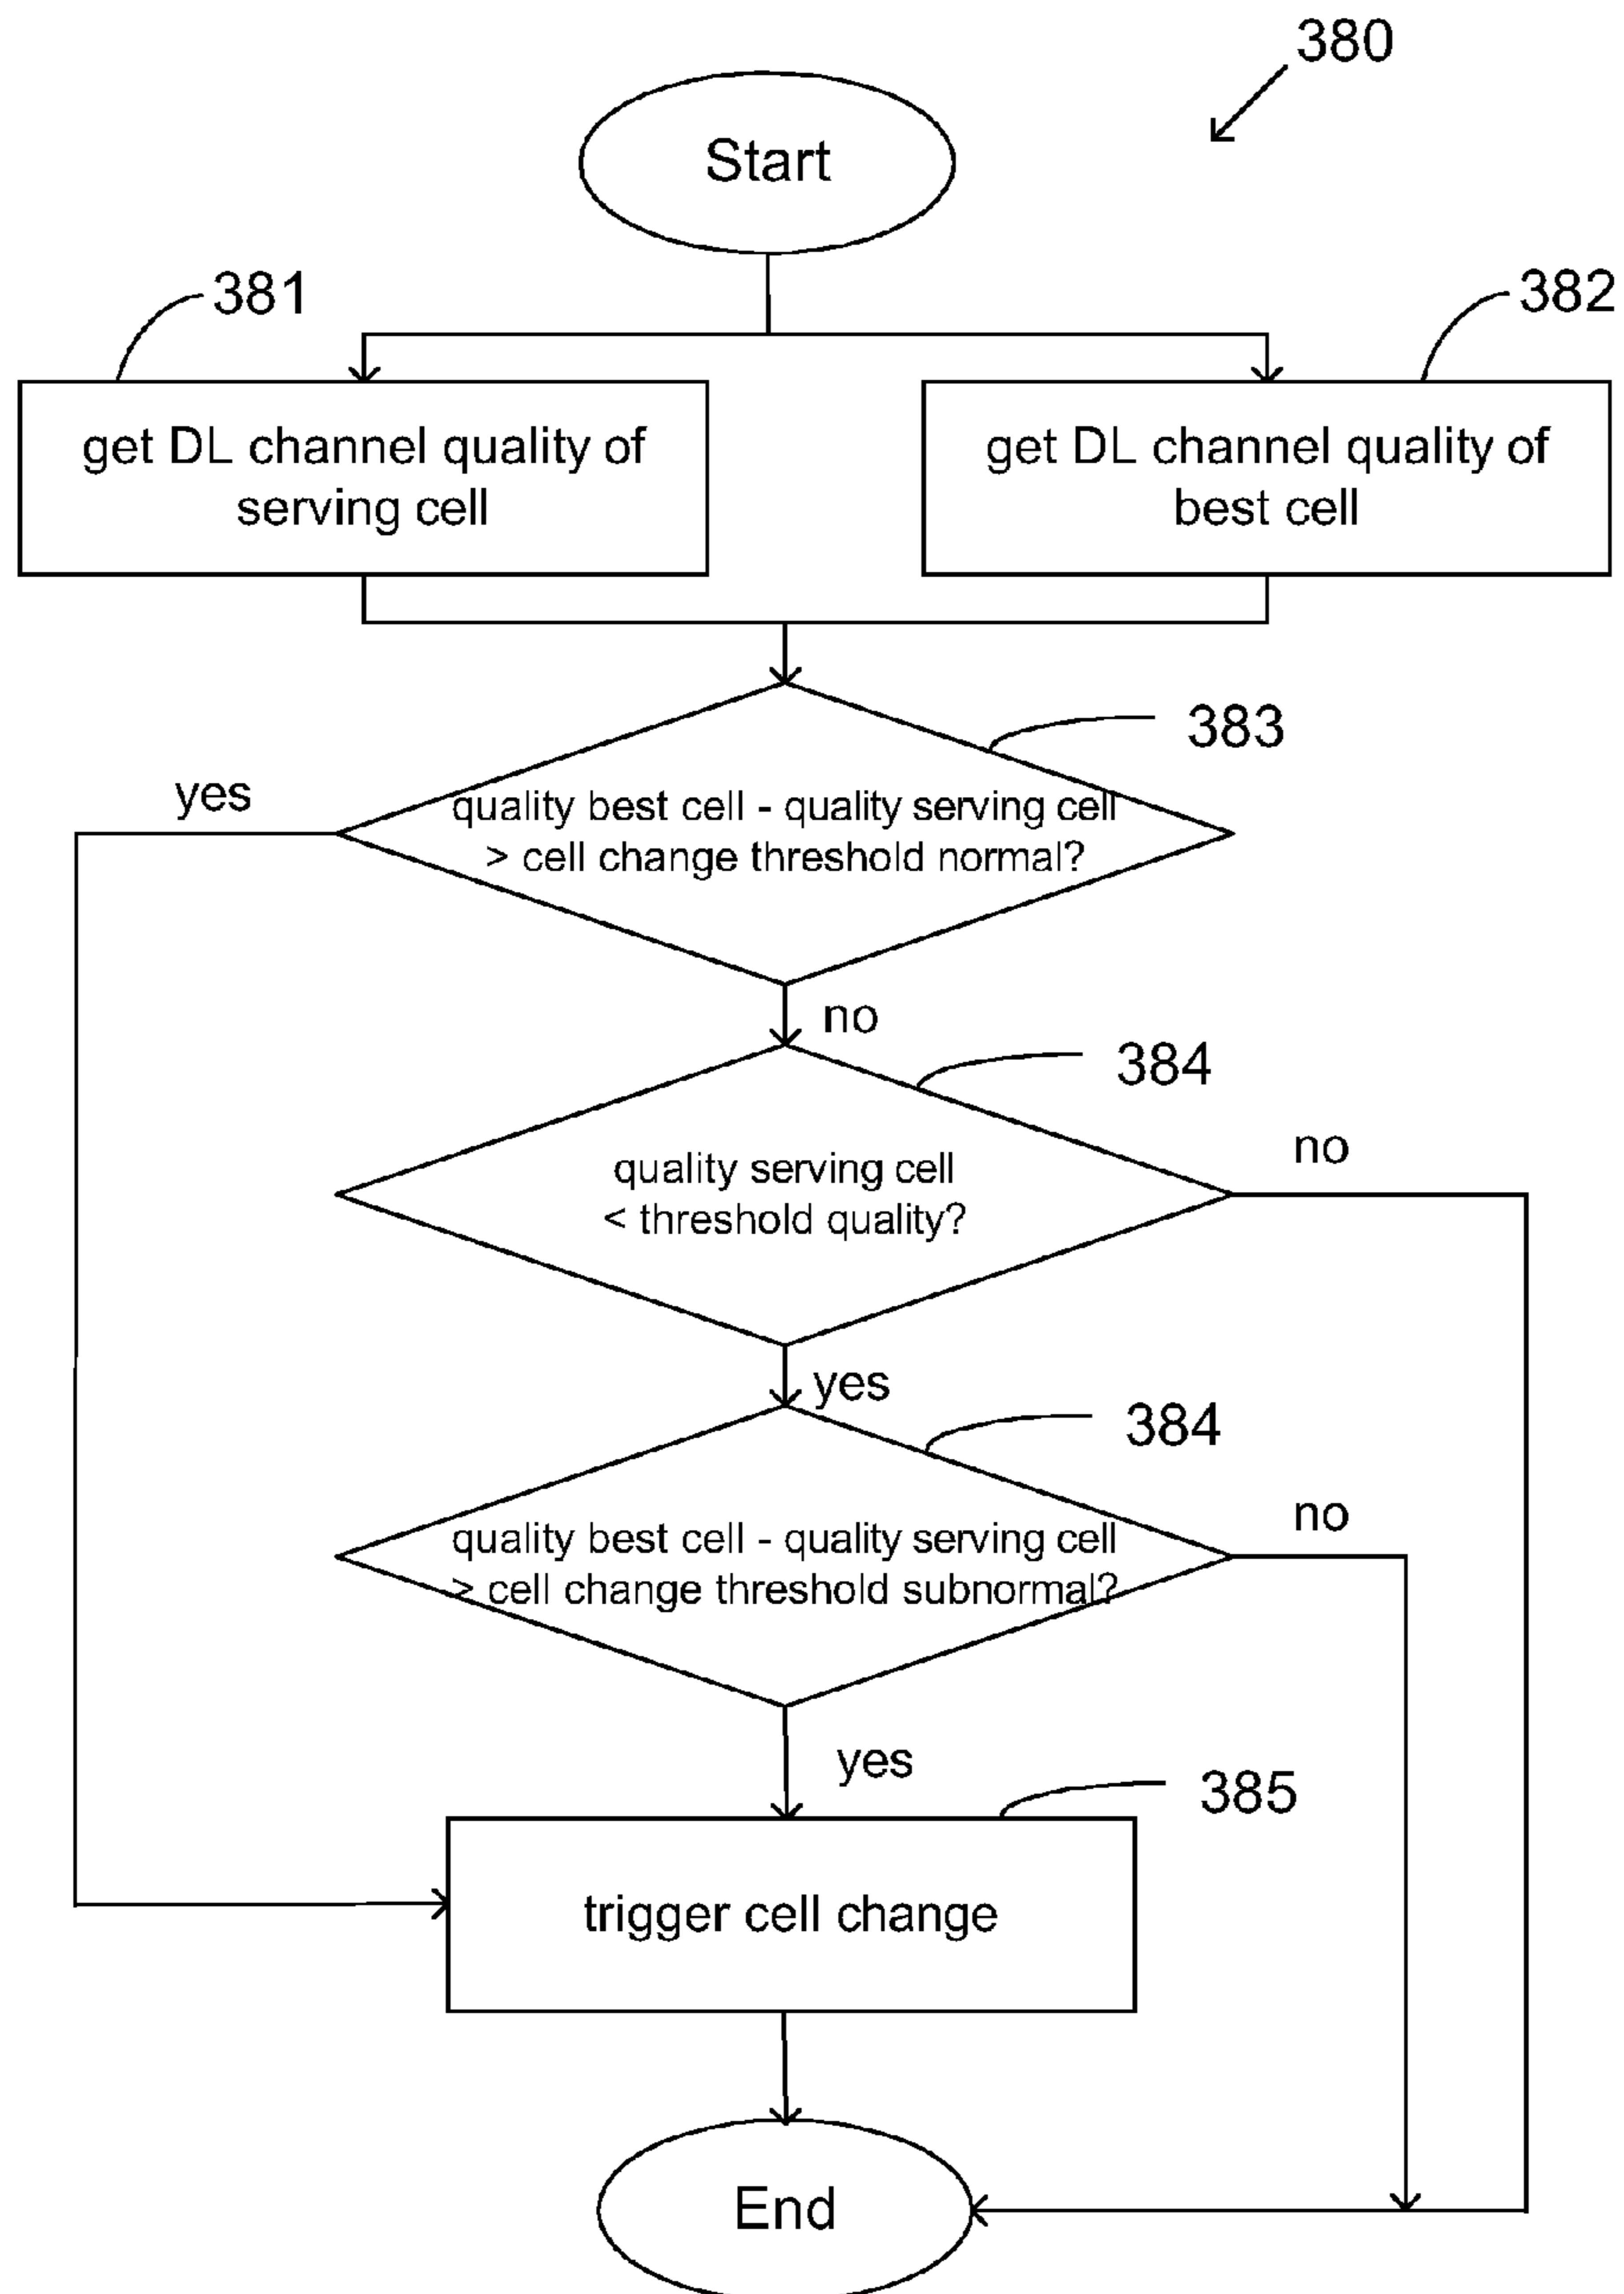 380
Start
381
382
get DL channel quality of
serving cell
get DL channel quality of
best cell
383
yes
quality best cell - quality serving cell
> cell change threshold normal?
no
384
no
quality serving cell
< threshold quality?
yes
384
no
quality best cell - quality serving cell
> cell change threshold subnormal?
yes
385
trigger cell change
End